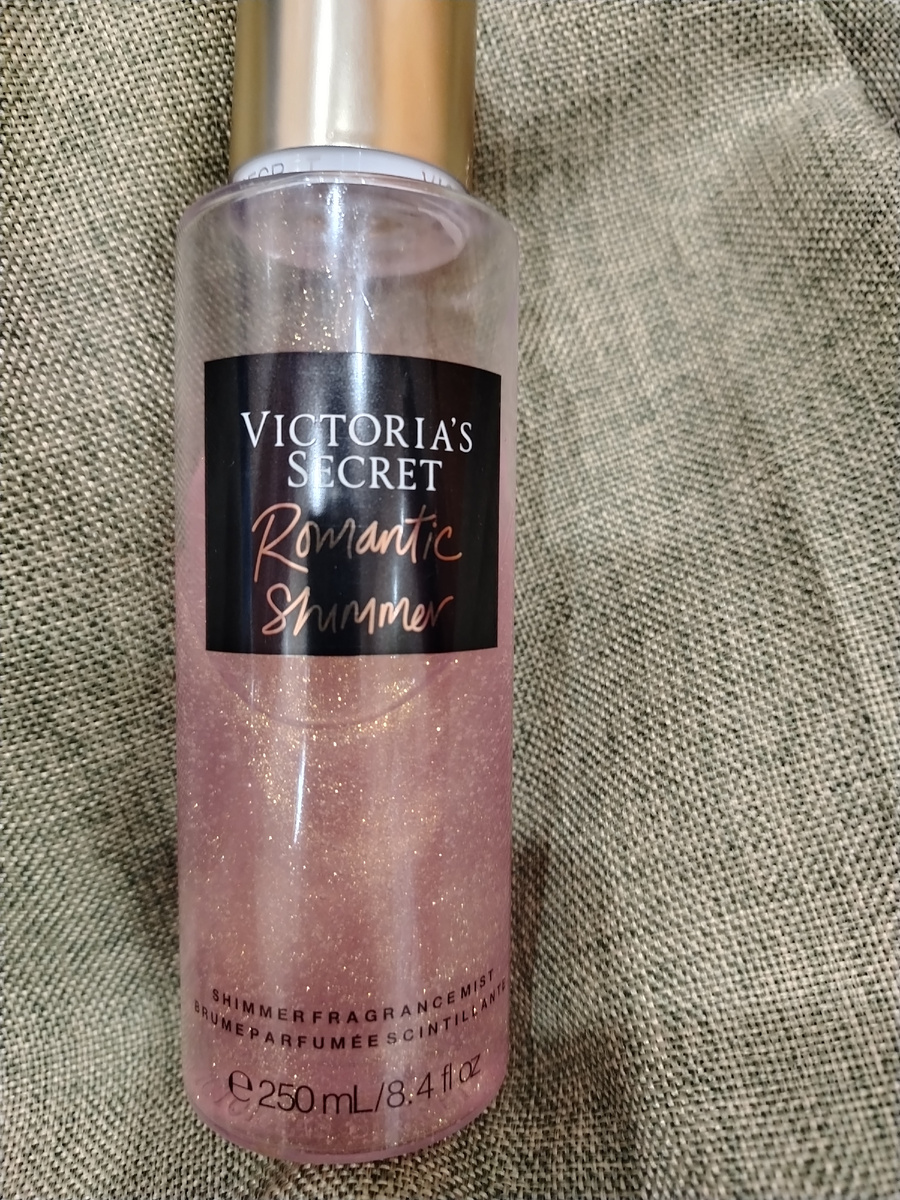 VICTORIA'S
SECRET
Romantic
Shimmer
SHIMMER FRAGRANCE MIST
BRUME PARFUMÉE SCINTILLANTE
℮ 250 mL/8.4 fl oz